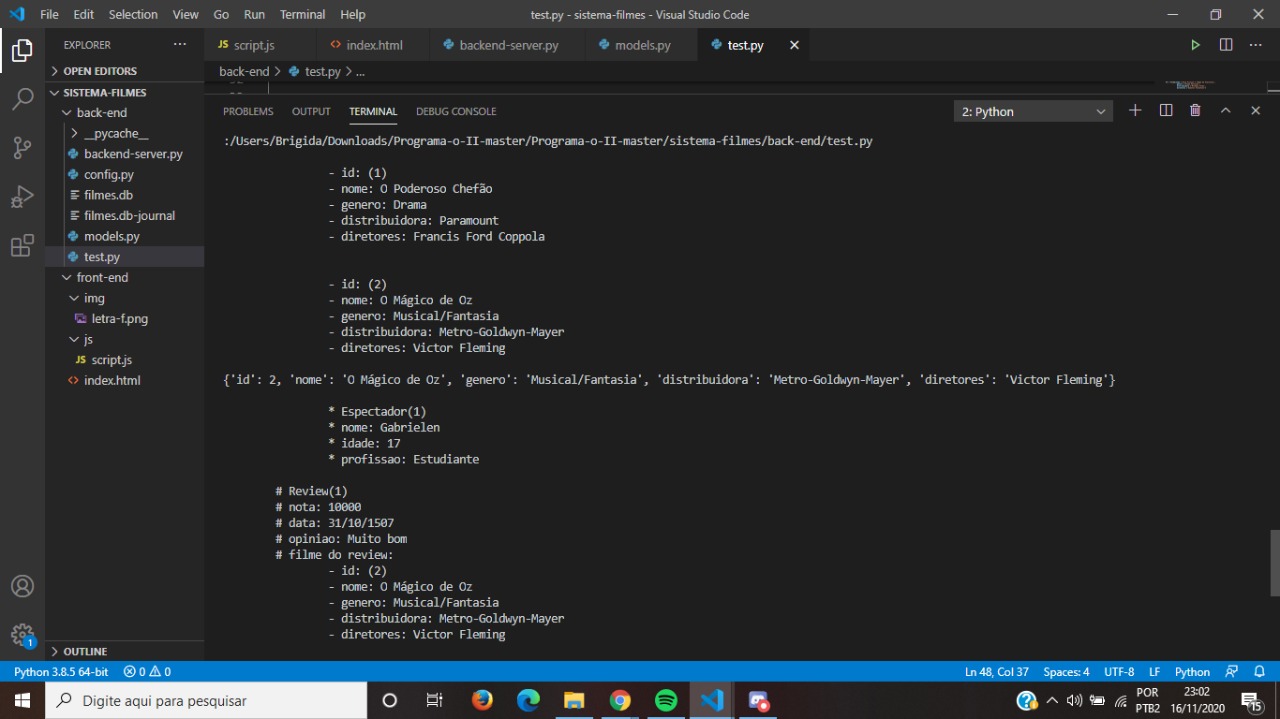 File Edit Selection View Go Run Terminal Help test.py - sistema-filmes - Visual Studio Code
EXPLORER ... JS script.js <> index.html backend-server.py models.py test.py
OPEN EDITORS
back-end > test.py > ...
SISTEMA-FILMES
back-end
__pycache__
backend-server.py
config.py
filmes.db
filmes.db-journal
models.py
test.py
front-end
img
letra-f.png
js
JS script.js
<> index.html
OUTLINE
PROBLEMS OUTPUT TERMINAL DEBUG CONSOLE 2: Python
:/Users/Brigida/Downloads/Programa-o-II-master/Programa-o-II-master/sistema-filmes/back-end/test.py
- id: (1)
- nome: O Poderoso Chefão
- genero: Drama
- distribuidora: Paramount
- diretores: Francis Ford Coppola
- id: (2)
- nome: O Mágico de Oz
- genero: Musical/Fantasia
- distribuidora: Metro-Goldwyn-Mayer
- diretores: Victor Fleming
{'id': 2, 'nome': 'O Mágico de Oz', 'genero': 'Musical/Fantasia', 'distribuidora': 'Metro-Goldwyn-Mayer', 'diretores': 'Victor Fleming'}
* Espectador(1)
* nome: Gabrielen
* idade: 17
* profissao: Estudiante
# Review(1)
# nota: 10000
# data: 31/10/1507
# opiniao: Muito bom
# filme do review:
- id: (2)
- nome: O Mágico de Oz
- genero: Musical/Fantasia
- distribuidora: Metro-Goldwyn-Mayer
- diretores: Victor Fleming
1
Python 3.8.5 64-bit 0 0 Ln 48, Col 37 Spaces: 4 UTF-8 LF Python
Digite aqui para pesquisar
POR
PTB2
23:02
16/11/2020
15